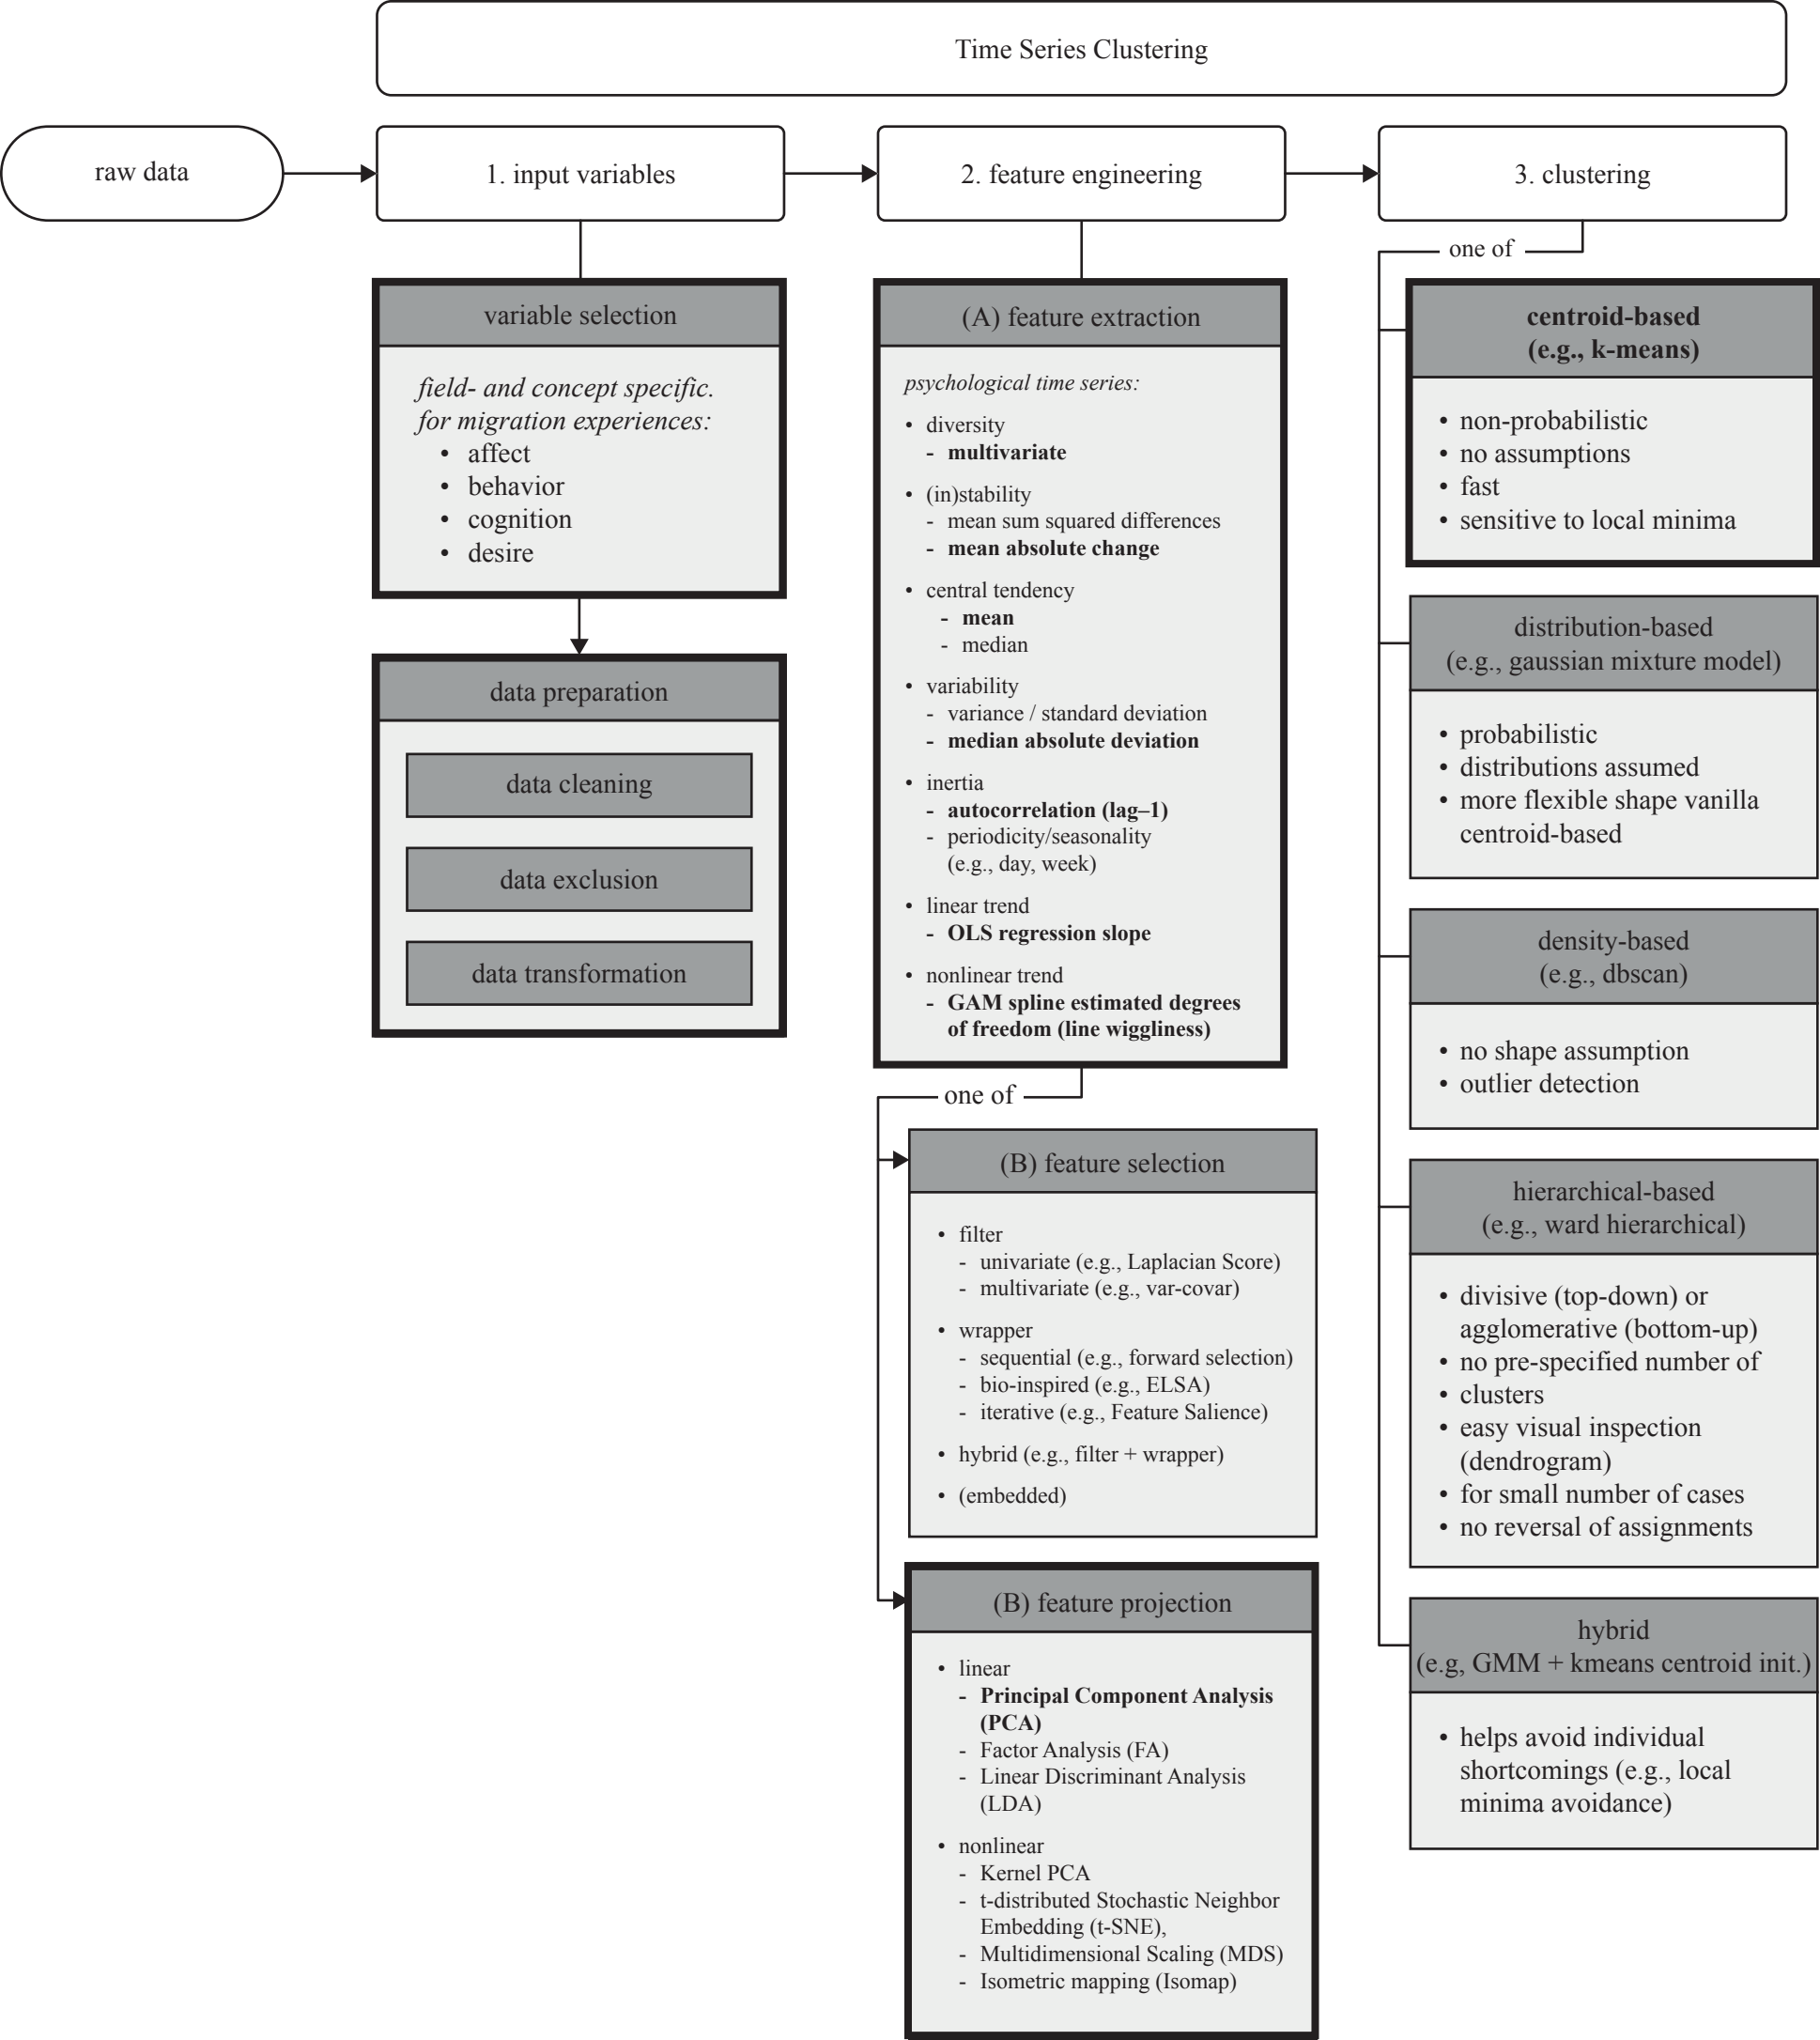 Time Series Clustering
raw data
1. input variables
2. feature engineering
3. clustering
variable selection
field- and concept specific.
for migration experiences:
• affect
• behavior
• cognition
• desire
data preparation
data cleaning
data exclusion
data transformation
(A) feature extraction
psychological time series:
• diversity
- multivariate
• (in)stability
- mean sum squared differences
- mean absolute change
• central tendency
- mean
- median
• variability
- variance / standard deviation
- median absolute deviation
• inertia
- autocorrelation (lag–1)
- periodicity/seasonality
(e.g., day, week)
• linear trend
- OLS regression slope
• nonlinear trend
- GAM spline estimated degrees
of freedom (line wiggliness)
one of
(B) feature selection
• filter
- univariate (e.g., Laplacian Score)
- multivariate (e.g., var-covar)
• wrapper
- sequential (e.g., forward selection)
- bio-inspired (e.g., ELSA)
- iterative (e.g., Feature Salience)
• hybrid (e.g., filter + wrapper)
• (embedded)
(B) feature projection
• linear
- Principal Component Analysis
(PCA)
- Factor Analysis (FA)
- Linear Discriminant Analysis
(LDA)
• nonlinear
- Kernel PCA
- t-distributed Stochastic Neighbor
Embedding (t-SNE),
- Multidimensional Scaling (MDS)
- Isometric mapping (Isomap)
one of
centroid-based
(e.g., k-means)
• non-probabilistic
• no assumptions
• fast
• sensitive to local minima
distribution-based
(e.g., gaussian mixture model)
• probabilistic
• distributions assumed
• more flexible shape vanilla
centroid-based
density-based
(e.g., dbscan)
• no shape assumption
• outlier detection
hierarchical-based
(e.g., ward hierarchical)
• divisive (top-down) or
agglomerative (bottom-up)
• no pre-specified number of
• clusters
• easy visual inspection
(dendrogram)
• for small number of cases
• no reversal of assignments
hybrid
(e.g, GMM + kmeans centroid init.)
• helps avoid individual
shortcomings (e.g., local
minima avoidance)